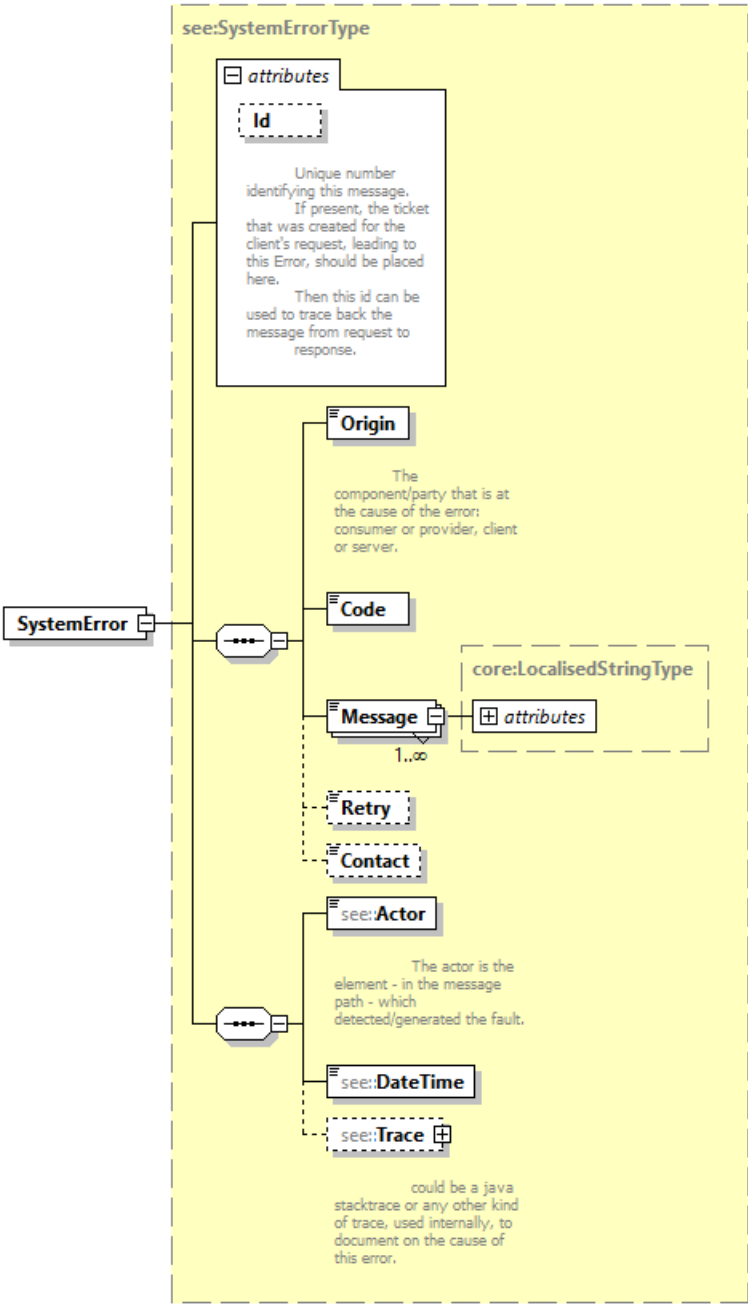 see:SystemErrorType
attributes
Id
Unique number
identifying this message.
If present, the ticket
that was created for the
client's request, leading to
this Error, should be placed
here.
Then this id can be
used to trace back the
message from request to
response.
Origin
The
component/party that is at
the cause of the error:
consumer or provider, client
or server.
Code
SystemError
core:LocalisedStringType
Message
attributes
1..∞
Retry
Contact
see:Actor
The actor is the
element - in the message
path - which
detected/generated the fault.
see:DateTime
see:Trace
could be a java
stacktrace or any other kind
of trace, used internally, to
document on the cause of
this error.